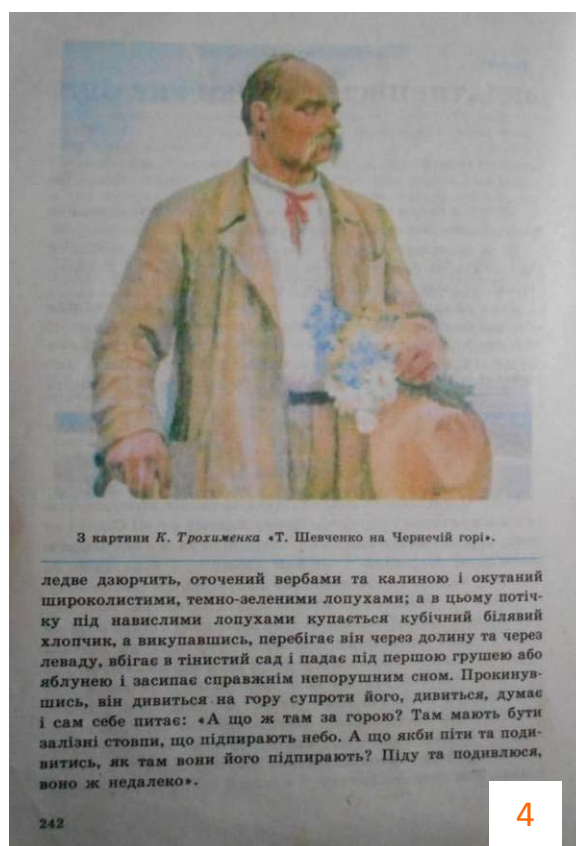 З картини К. Трохименка «Т. Шевченко на Чернечій горі».
ледве дзюрчить, оточений вербами та калиною і окутаний
широколистими, темно-зеленими лопухами; а в цьому потіч-
ку під навислими лопухами купається кубічний білявий
хлопчик, а викупавшись, перебігає він через долину та через
леваду, вбігає в тінистий сад і падає під першою грушею або
яблунею і засипає справжнім непорушним сном. Прокинув-
шись, він дивиться на гору супроти його, дивиться, думає
і сам себе питає: «А що ж там за горою? Там мають бути
залізні стовпи, що підпирають небо. А що якби піти та поди-
витись, як там вони його підпирають? Піду та подивлюся,
воно ж недалеко».
242
4